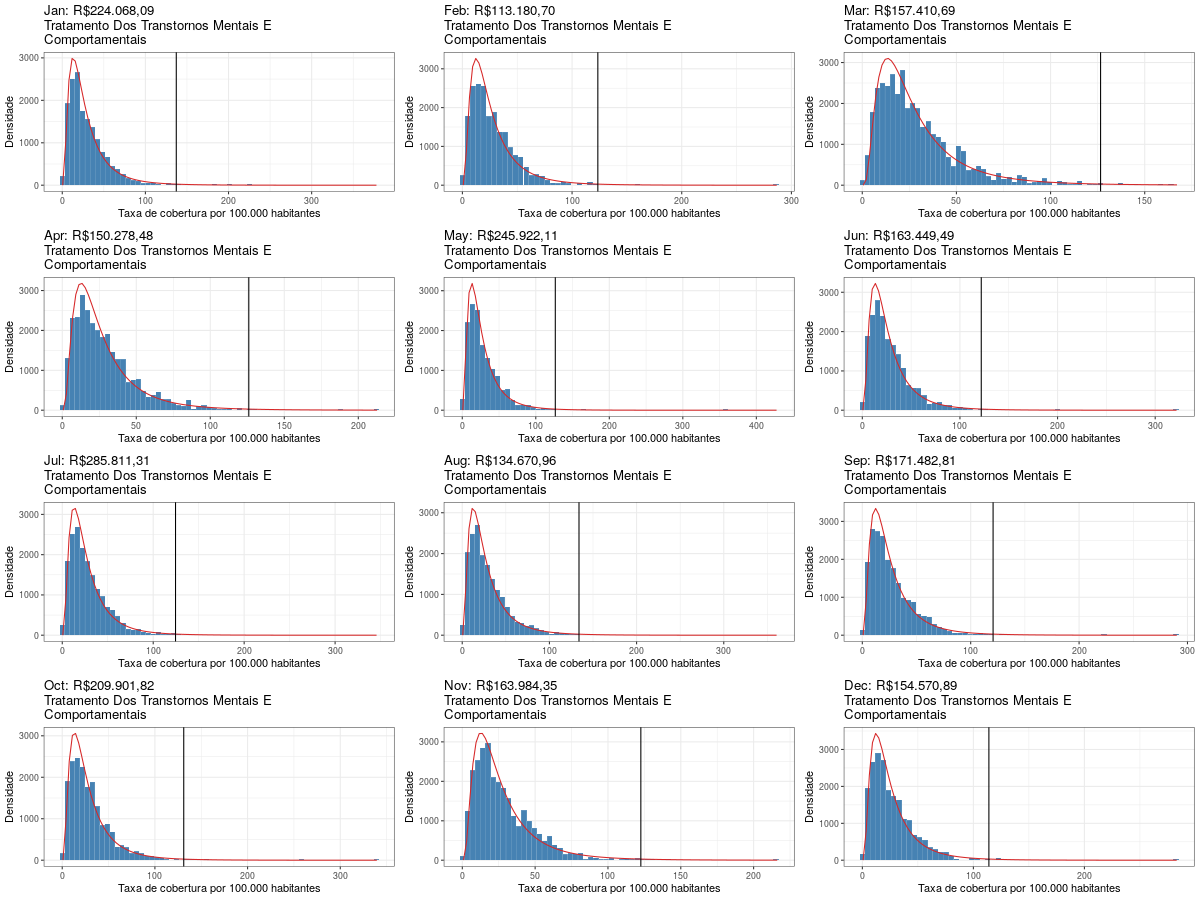 Jan: R$224.068,09
Tratamento Dos Transtornos Mentais E
Comportamentais
Densidade
3000
2000
1000
0
0 100 200 300
Taxa de cobertura por 100.000 habitantes
Feb: R$113.180,70
Tratamento Dos Transtornos Mentais E
Comportamentais
Densidade
3000
2000
1000
0
0 100 200 300
Taxa de cobertura por 100.000 habitantes
Mar: R$157.410,69
Tratamento Dos Transtornos Mentais E
Comportamentais
Densidade
3000
2000
1000
0
0 50 100 150
Taxa de cobertura por 100.000 habitantes
Apr: R$150.278,48
Tratamento Dos Transtornos Mentais E
Comportamentais
Densidade
3000
2000
1000
0
0 50 100 150 200
Taxa de cobertura por 100.000 habitantes
May: R$245.922,11
Tratamento Dos Transtornos Mentais E
Comportamentais
Densidade
3000
2000
1000
0
0 100 200 300 400
Taxa de cobertura por 100.000 habitantes
Jun: R$163.449,49
Tratamento Dos Transtornos Mentais E
Comportamentais
Densidade
3000
2000
1000
0
0 100 200 300
Taxa de cobertura por 100.000 habitantes
Jul: R$285.811,31
Tratamento Dos Transtornos Mentais E
Comportamentais
Densidade
3000
2000
1000
0
0 100 200 300
Taxa de cobertura por 100.000 habitantes
Aug: R$134.670,96
Tratamento Dos Transtornos Mentais E
Comportamentais
Densidade
3000
2000
1000
0
0 100 200 300
Taxa de cobertura por 100.000 habitantes
Sep: R$171.482,81
Tratamento Dos Transtornos Mentais E
Comportamentais
Densidade
3000
2000
1000
0
0 100 200 300
Taxa de cobertura por 100.000 habitantes
Oct: R$209.901,82
Tratamento Dos Transtornos Mentais E
Comportamentais
Densidade
3000
2000
1000
0
0 100 200 300
Taxa de cobertura por 100.000 habitantes
Nov: R$163.984,35
Tratamento Dos Transtornos Mentais E
Comportamentais
Densidade
3000
2000
1000
0
0 50 100 150 200
Taxa de cobertura por 100.000 habitantes
Dec: R$154.570,89
Tratamento Dos Transtornos Mentais E
Comportamentais
Densidade
3000
2000
1000
0
0 100 200
Taxa de cobertura por 100.000 habitantes